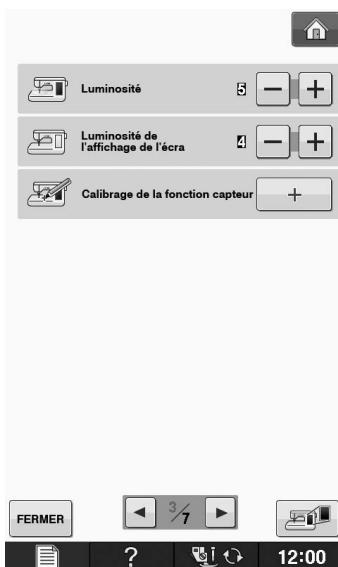 Luminosité 5 − +
Luminosité de
l'affichage de l'écra 4 − +
Calibrage de la fonction capteur +
FERMER 3/7
? 12:00